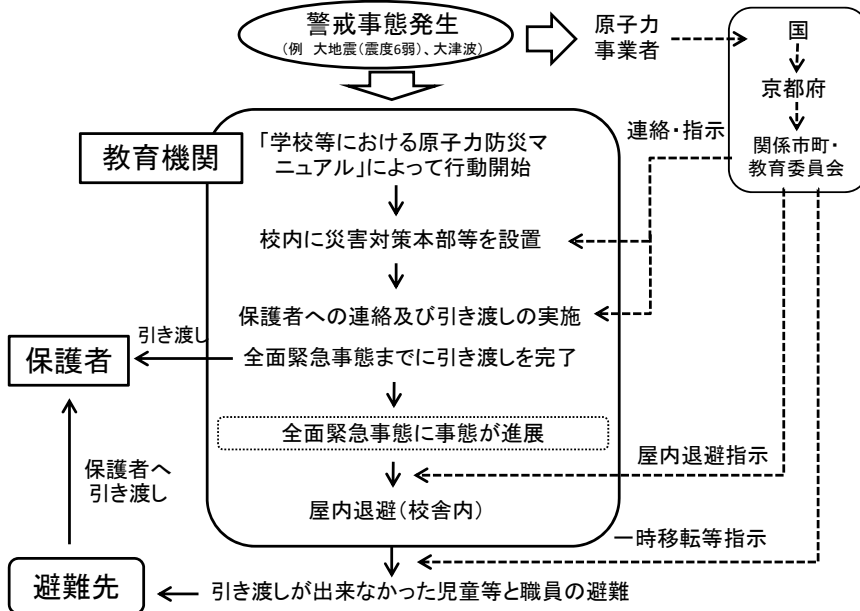 警戒事態発生
（例　大地震（震度6弱）、大津波）
原子力
事業者
国
京都府
関係市町・
教育委員会
連絡・指示
教育機関
「学校等における原子力防災マ
ニュアル」によって行動開始
校内に災害対策本部等を設置
保護者への連絡及び引き渡しの実施
引き渡し
保護者
全面緊急事態までに引き渡しを完了
全面緊急事態に事態が進展
屋内退避指示
保護者へ
引き渡し
屋内退避（校舎内）
一時移転等指示
避難先
引き渡しが出来なかった児童等と職員の避難